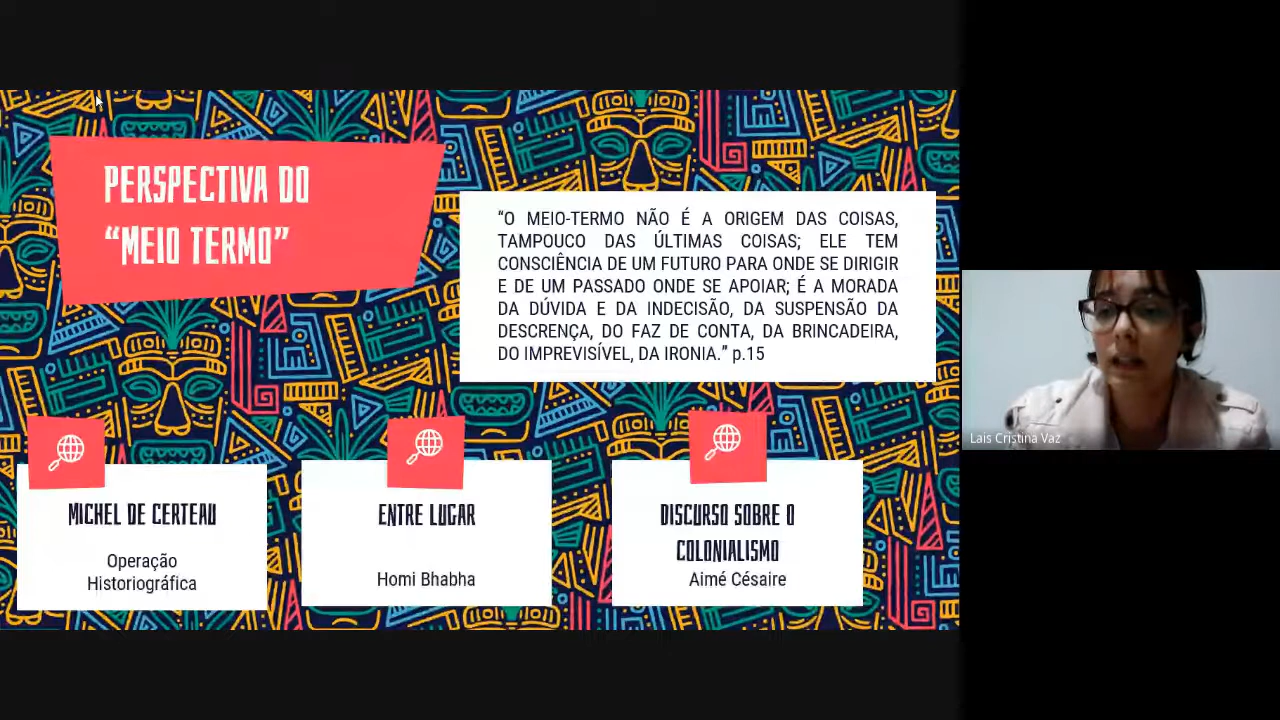 PERSPECTIVA DO
“MEIO TERMO”
“O MEIO-TERMO NÃO É A ORIGEM DAS COISAS,
TAMPOUCO DAS ÚLTIMAS COISAS; ELE TEM
CONSCIÊNCIA DE UM FUTURO PARA ONDE SE DIRIGIR
E DE UM PASSADO ONDE SE APOIAR; É A MORADA
DA DÚVIDA E DA INDECISÃO, DA SUSPENSÃO DA
DESCRENÇA, DO FAZ DE CONTA, DA BRINCADEIRA,
DO IMPREVISÍVEL, DA IRONIA.” p.15
MICHEL DE CERTEAU
Operação
Historiográfica
ENTRE LUGAR
Homi Bhabha
DISCURSO SOBRE O
COLONIALISMO
Aimé Césaire
Lais Cristina Vaz